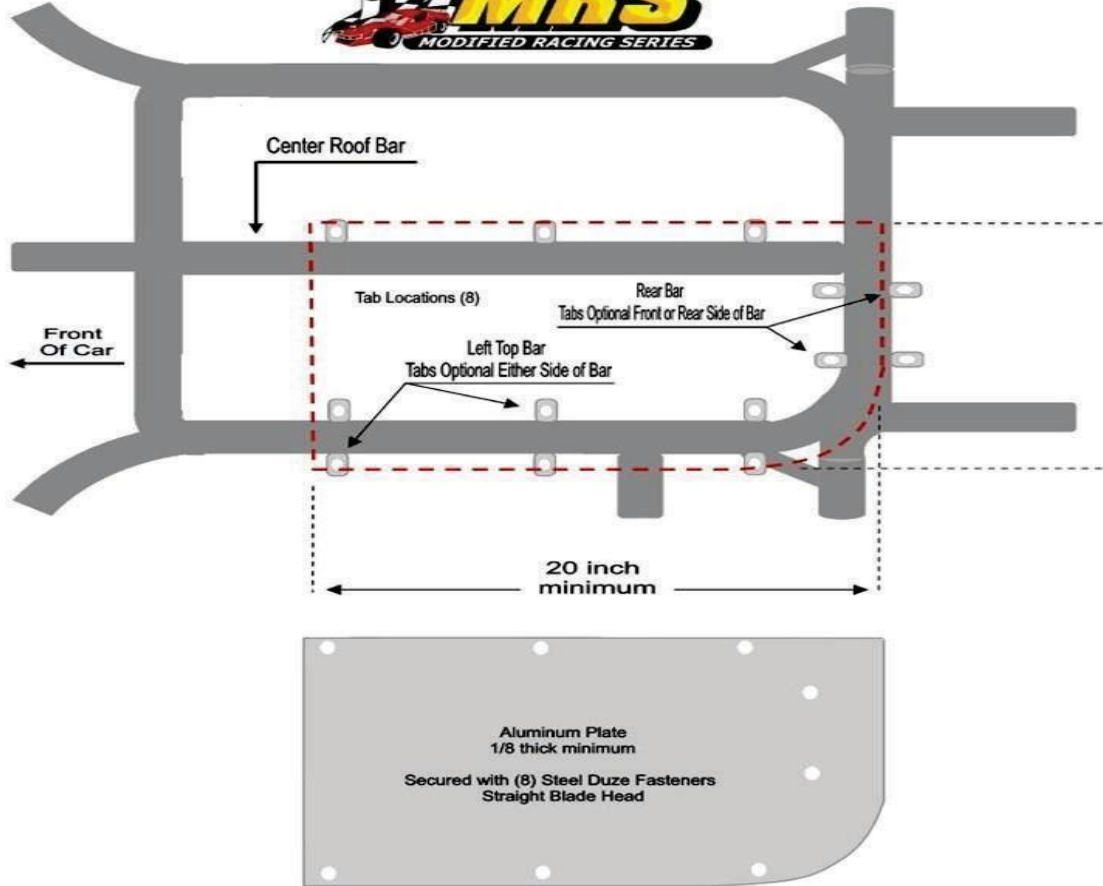 MRS
MODIFIED RACING SERIES
Center Roof Bar
Tab Locations (8)
Rear Bar
Tabs Optional Front or Rear Side of Bar
Front
Of Car
Left Top Bar
Tabs Optional Either Side of Bar
20 inch
minimum
Aluminum Plate
1/8 thick minimum
Secured with (8) Steel Duze Fasteners
Straight Blade Head